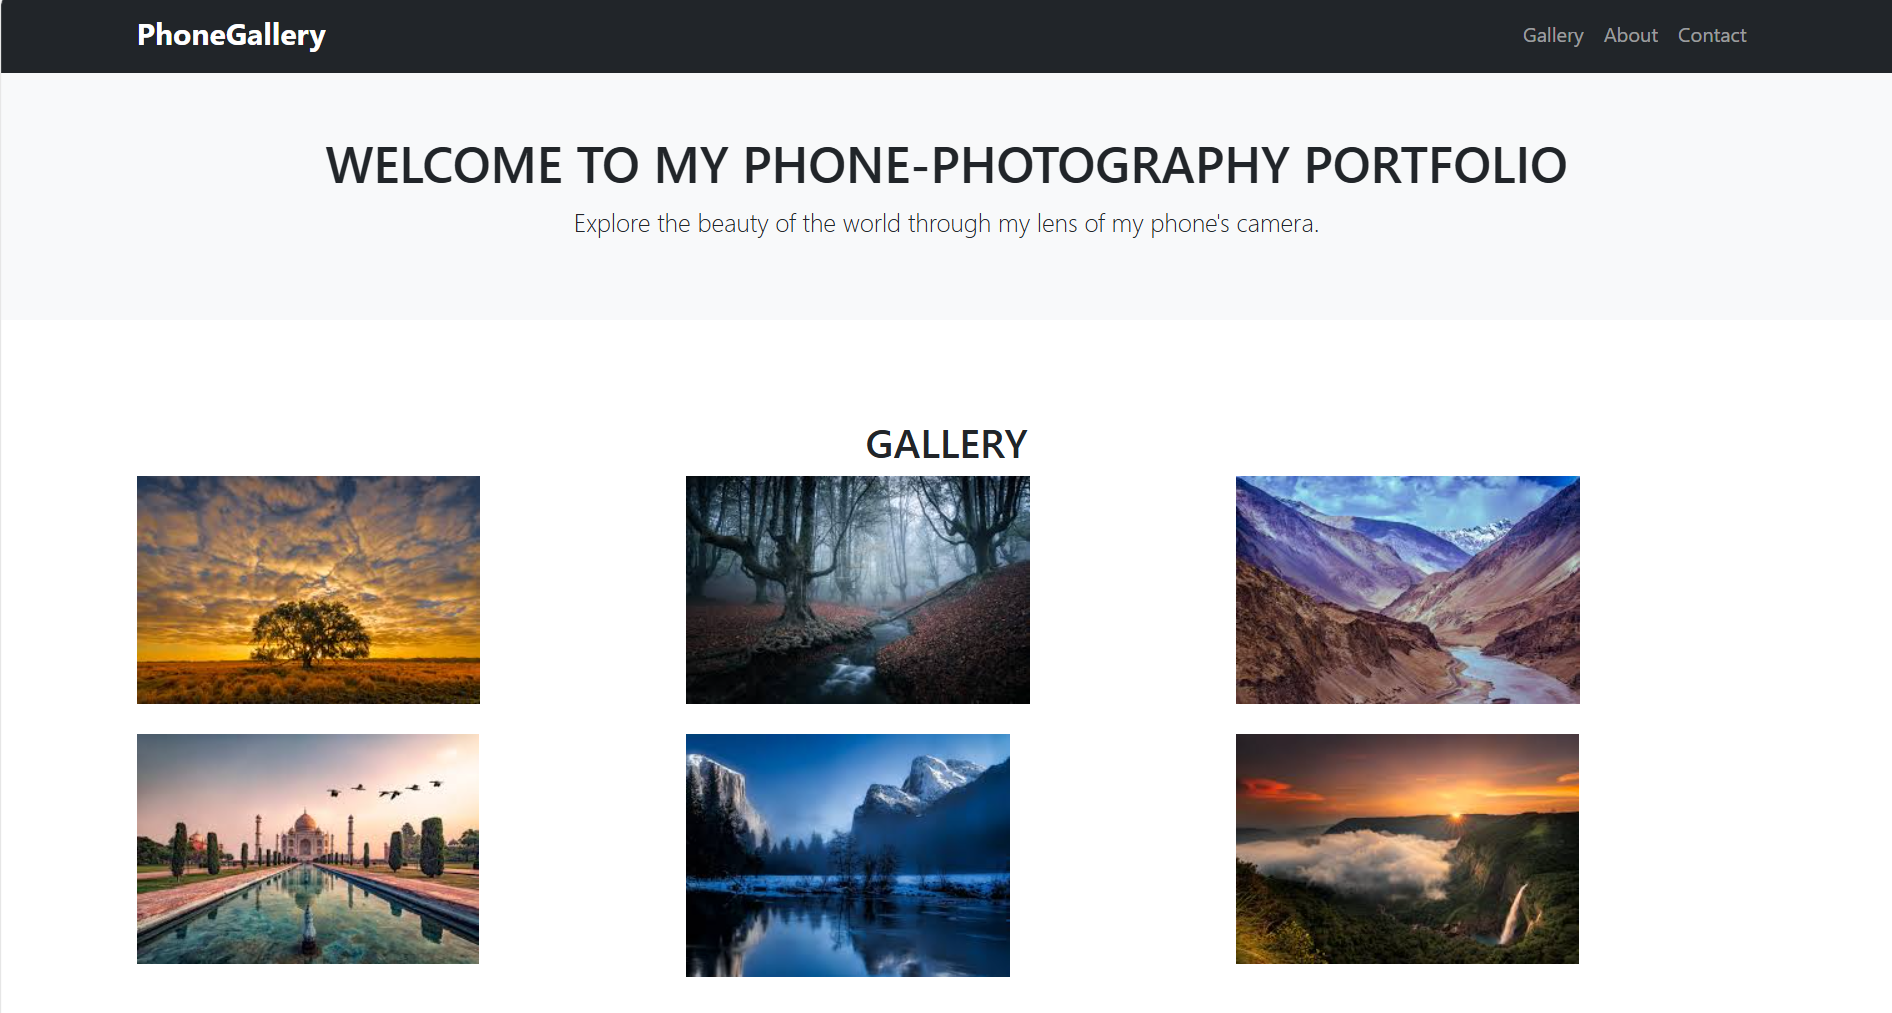 PhoneGallery
Gallery About Contact
WELCOME TO MY PHONE-PHOTOGRAPHY PORTFOLIO
Explore the beauty of the world through my lens of my phone's camera.
GALLERY